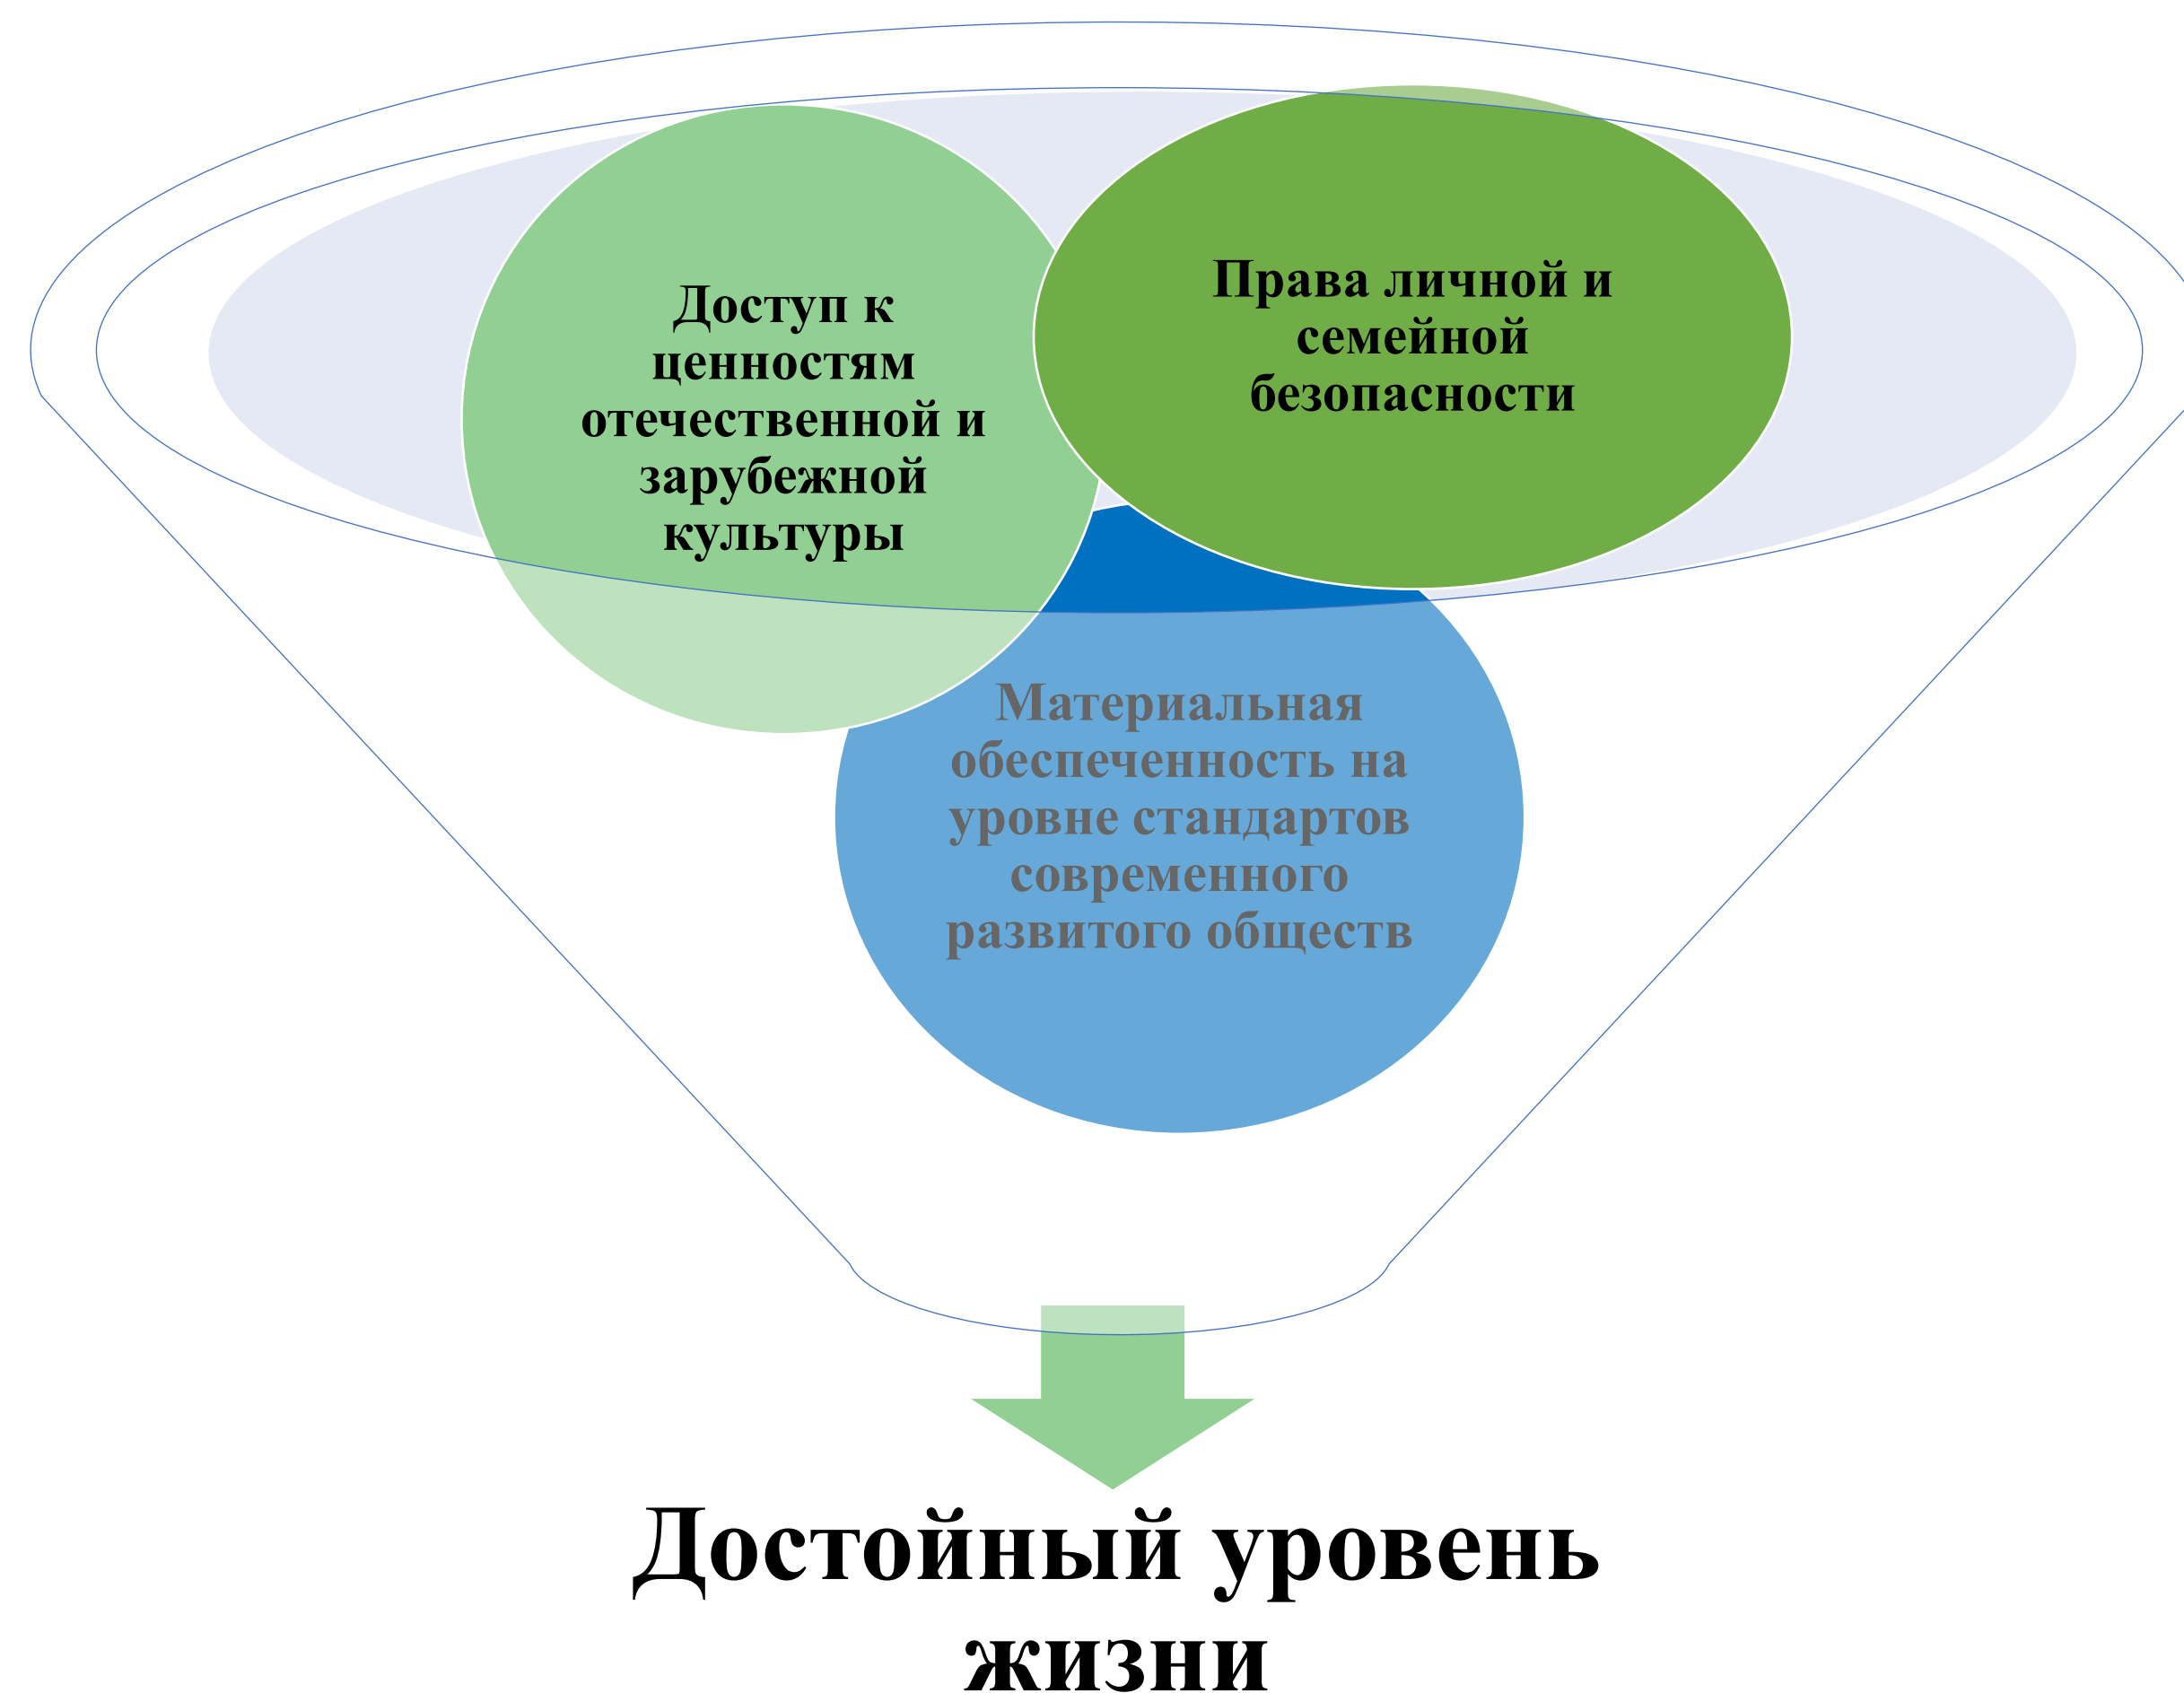 Доступ к
ценностям
отечественной и
зарубежной
культуры
Права личной и
семейной
безопасности
Материальная
обеспеченность на
уровне стандартов
современного
развитого обществ
Достойный уровень
жизни